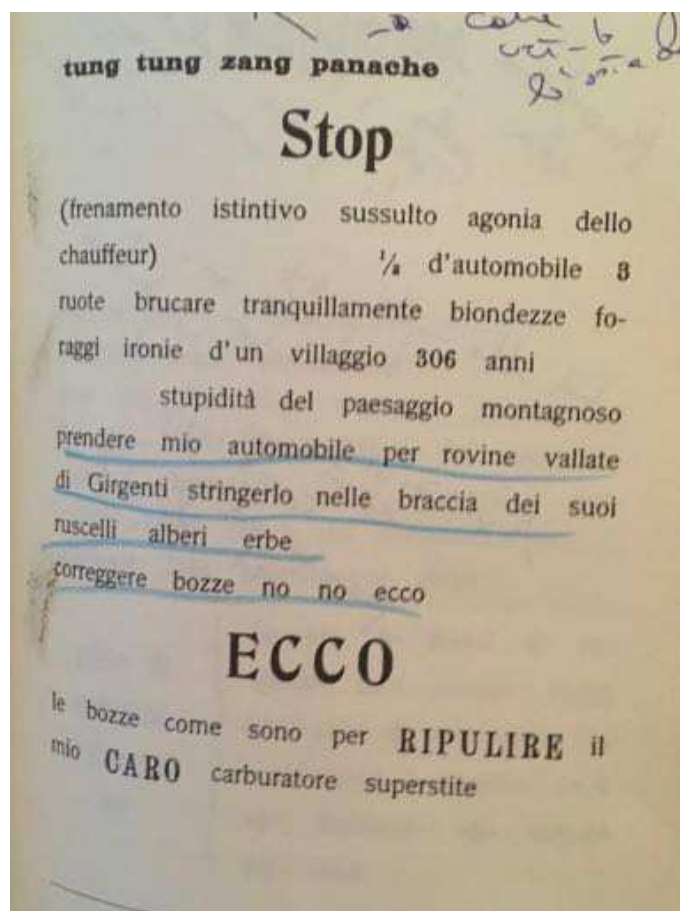 tung tung zang panache
Stop
(frenamento istintivo sussulto agonia dello
chauffeur) ½ d'automobile 3
ruote brucare tranquillamente biondezze fo-
raggi ironie d'un villaggio 306 anni
stupidità del paesaggio montagnoso
prendere mio automobile per rovine vallate
di Girgenti stringerlo nelle braccia dei suoi
ruscelli alberi erbe
correggere bozze no no ecco
ECCO
le bozze come sono per RIPULIRE il
mio CARO carburatore superstite